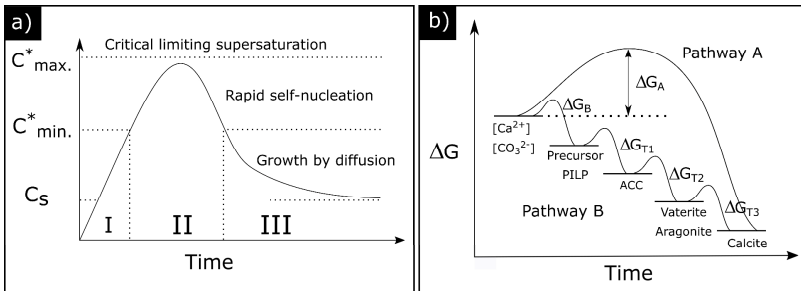 a)
Critical limiting supersaturation
C*max.
Rapid self-nucleation
C*min.
Growth by diffusion
Cs
I II III
Time
b)
Pathway A
ΔGA
ΔGB
[Ca2+]
[CO32-]
ΔG
ΔGT1
Precursor
PILP
ΔGT2
ACC
Pathway B
ΔGT3
Vaterite
Aragonite
Calcite
Time